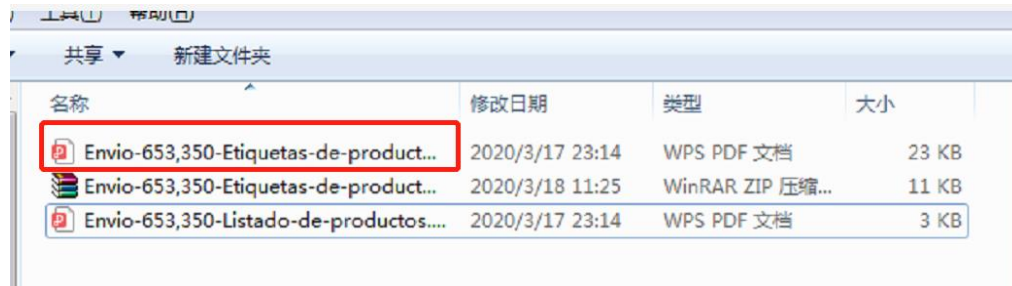 工具(T) 帮助(H)
共享 新建文件夹
名称 修改日期 类型 大小
Envio-653,350-Etiquetas-de-product... 2020/3/17 23:14 WPS PDF 文档 23 KB
Envio-653,350-Etiquetas-de-product... 2020/3/18 11:25 WinRAR ZIP 压缩... 11 KB
Envio-653,350-Listado-de-productos.... 2020/3/17 23:14 WPS PDF 文档 3 KB